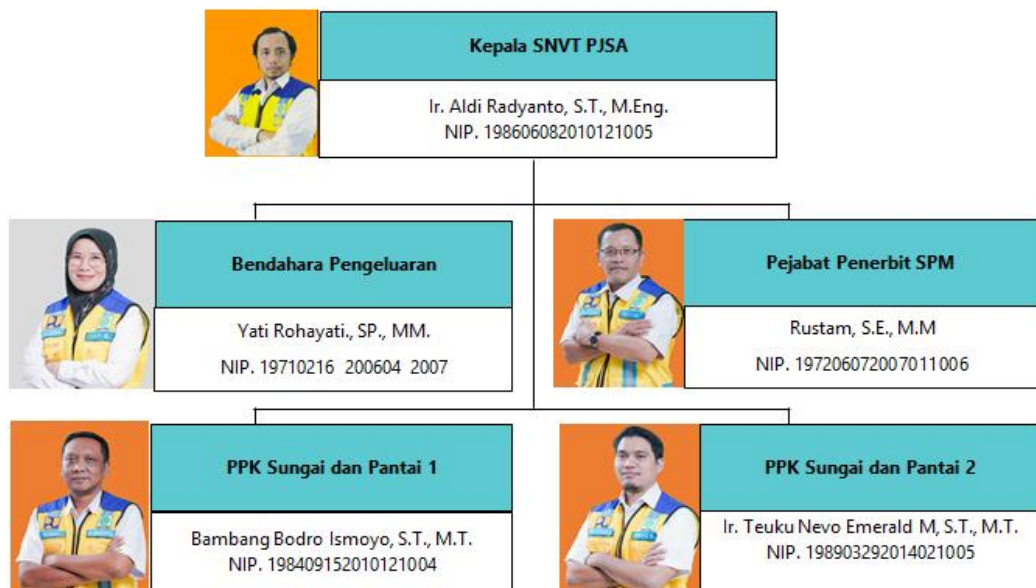 Kepala SNVT PJSA
Ir. Aldi Radyanto, S.T., M.Eng.
NIP. 198606082010121005
Bendahara Pengeluaran
Yati Rohayati., SP., MM.
NIP. 19710216 200604 2007
Pejabat Penerbit SPM
Rustam, S.E., M.M
NIP. 197206072007011006
PPK Sungai dan Pantai 1
Bambang Bodro Ismoyo, S.T., M.T.
NIP. 198409152010121004
PPK Sungai dan Pantai 2
Ir. Teuku Nevo Emerald M, S.T., M.T.
NIP. 198903292014021005